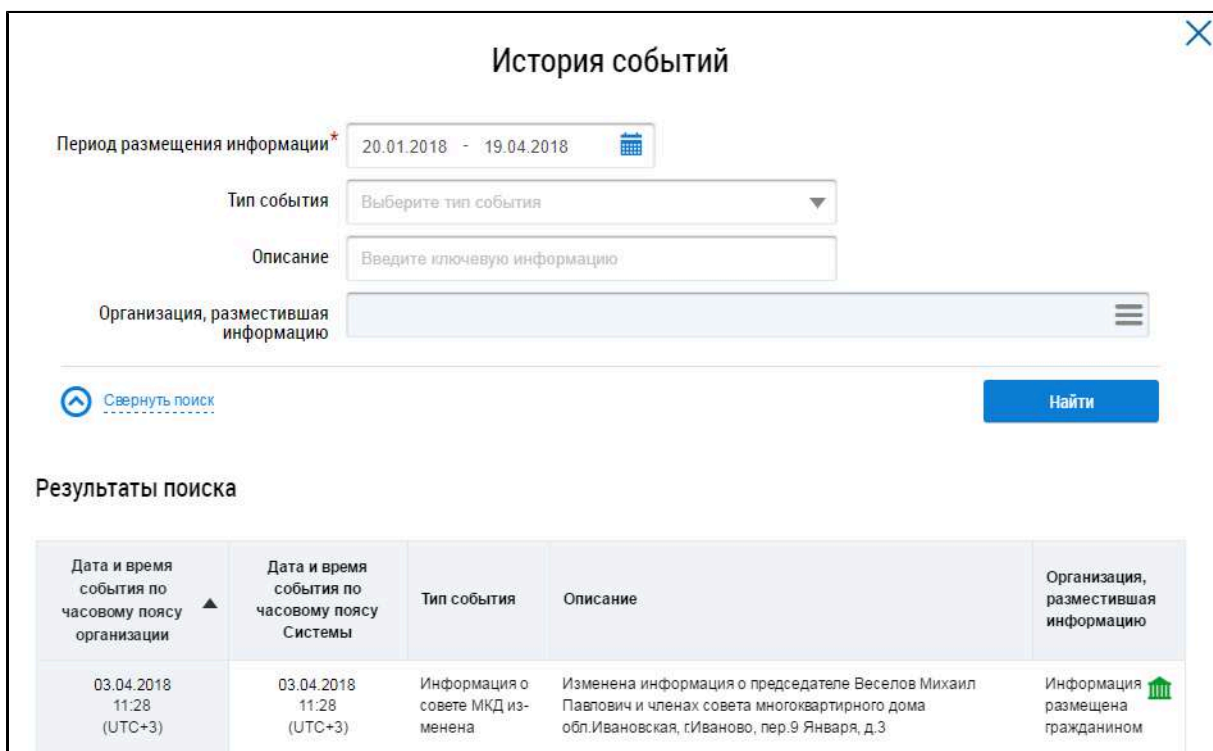 История событий
Период размещения информации*
20.01.2018 - 19.04.2018
Тип события
Выберите тип события
Описание
Введите ключевую информацию
Организация, разместившая
информацию
Свернуть поиск
Найти
Результаты поиска
Дата и время
события по
часовому поясу
организации
Дата и время
события по
часовому поясу
Системы
Тип события
Описание
Организация,
разместившая
информацию
03.04.2018
11:28
(UTC+3)
03.04.2018
11:28
(UTC+3)
Информация о
совете МКД из-
менена
Изменена информация о председателе Веселов Михаил
Павлович и членах совета многоквартирного дома
обл.Ивановская, г.Иваново, пер.9 Января, д.3
Информация
размещена
гражданином